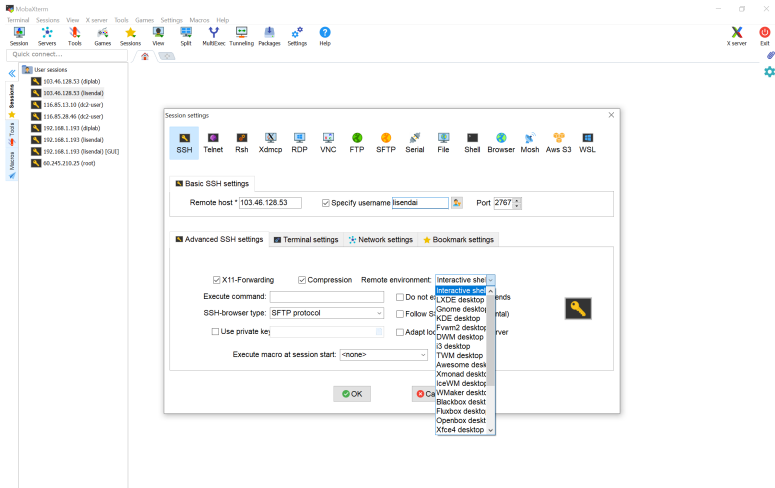 MobaXterm
Terminal Sessions View X server Tools Games Settings Macros Help
Session Servers Tools Games Sessions View Split MultiExec Tunneling Packages Settings Help X server Exit
Quick connect...
User sessions
103.46.128.53 (diplab)
103.46.128.53 (lisendai)
116.85.13.10 (dc2-user)
116.85.28.46 (dc2-user)
192.168.1.193 (diplab)
192.168.1.193 (lisendai)
192.168.1.193 (lisendai) [GUI]
60.245.210.25 (root)
Sessions
Tools
Macros
Session settings
SSH Telnet Rsh Xdmcp RDP VNC FTP SFTP Serial File Shell Browser Mosh Aws S3 WSL
Basic SSH settings
Remote host * 103.46.128.53 Specify username lisendai Port 2767
Advanced SSH settings Terminal settings Network settings Bookmark settings
X11-Forwarding Compression Remote environment: Interactive shel
Execute command: Do not e ends
SSH-browser type: SFTP protocol Follow S tal)
Use private key Adapt loc rver
Execute macro at session start: <none>
OK Ca
Interactive shel
LXDE desktop
Gnome desktop
KDE desktop
Fvwm2 desktop
DWM desktop
i3 desktop
TWM desktop
Awesome desk
Xmonad deskto
IceWM desktop
WMaker deskto
Blackbox deskt
Fluxbox deskto
Openbox deskt
Xfce4 desktop